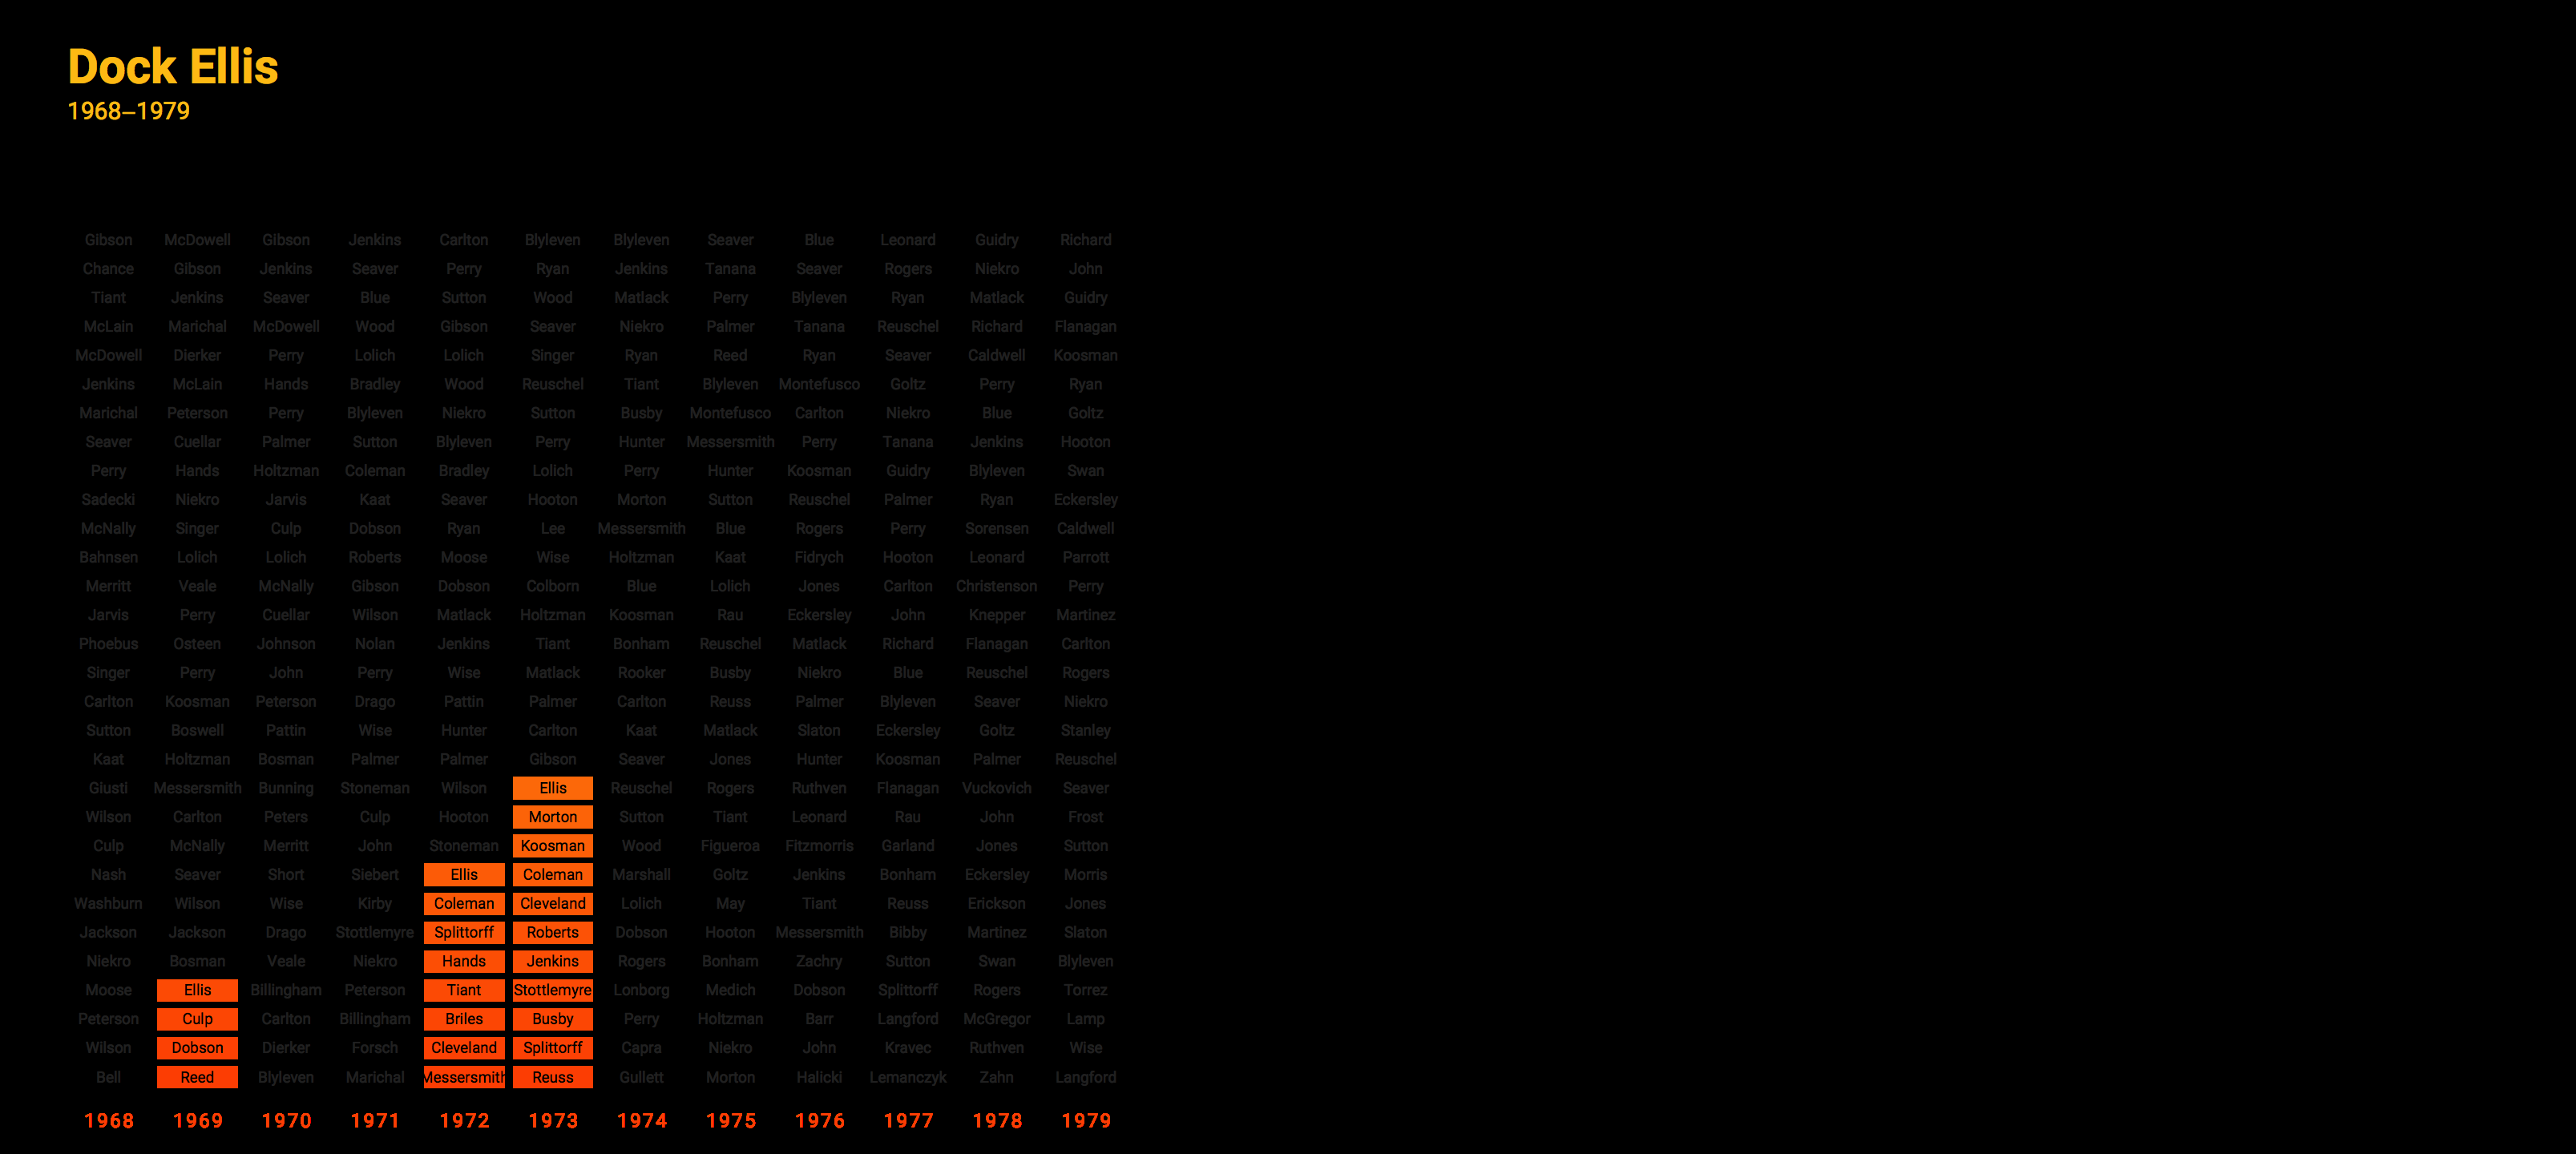 Dock Ellis
1968–1979
Gibson McDowell Gibson Jenkins Carlton Blyleven Blyleven Seaver Blue Leonard Guidry Richard
Chance Gibson Jenkins Seaver Perry Ryan Jenkins Tanana Seaver Rogers Niekro John
Tiant Jenkins Seaver Blue Sutton Wood Matlack Perry Blyleven Ryan Matlack Guidry
McLain Marichal McDowell Wood Gibson Seaver Niekro Palmer Tanana Reuschel Richard Flanagan
McDowell Dierker Perry Lolich Lolich Singer Ryan Reed Ryan Seaver Caldwell Koosman
Jenkins McLain Hands Bradley Wood Reuschel Tiant Blyleven Montefusco Goltz Perry Ryan
Marichal Peterson Perry Blyleven Niekro Sutton Busby Montefusco Carlton Niekro Blue Goltz
Seaver Cuellar Palmer Sutton Blyleven Perry Hunter Messersmith Perry Tanana Jenkins Hooton
Perry Hands Holtzman Coleman Bradley Lolich Perry Hunter Koosman Guidry Blyleven Swan
Sadecki Niekro Jarvis Kaat Seaver Hooton Morton Sutton Reuschel Palmer Ryan Eckersley
McNally Singer Culp Dobson Ryan Lee Messersmith Blue Rogers Perry Sorensen Caldwell
Bahnsen Lolich Lolich Roberts Moose Wise Holtzman Kaat Fidrych Hooton Leonard Parrott
Merritt Veale McNally Gibson Dobson Colborn Blue Lolich Jones Carlton Christenson Perry
Jarvis Perry Cuellar Wilson Matlack Holtzman Koosman Rau Eckersley John Knepper Martinez
Phoebus Osteen Johnson Nolan Jenkins Tiant Bonham Reuschel Matlack Richard Flanagan Carlton
Singer Perry John Perry Wise Matlack Rooker Busby Niekro Blue Reuschel Rogers
Carlton Koosman Peterson Drago Pattin Palmer Carlton Reuss Palmer Blyleven Seaver Niekro
Sutton Boswell Pattin Wise Hunter Carlton Kaat Matlack Slaton Eckersley Goltz Stanley
Kaat Holtzman Bosman Palmer Palmer Gibson Seaver Jones Hunter Koosman Palmer Reuschel
Giusti Messersmith Bunning Stoneman Wilson Ellis Reuschel Rogers Ruthven Flanagan Vuckovich Seaver
Wilson Carlton Peters Culp Hooton Morton Sutton Tiant Leonard Rau John Frost
Culp McNally Merritt John Stoneman Koosman Wood Figueroa Fitzmorris Garland Jones Sutton
Nash Seaver Short Siebert Ellis Coleman Marshall Goltz Jenkins Bonham Eckersley Morris
Washburn Wilson Wise Kirby Coleman Cleveland Lolich May Tiant Reuss Erickson Jones
Jackson Jackson Drago Stottlemyre Splittorff Roberts Dobson Hooton Messersmith Bibby Martinez Slaton
Niekro Bosman Veale Niekro Hands Jenkins Rogers Bonham Zachry Sutton Swan Blyleven
Moose Ellis Billingham Peterson Tiant Stottlemyre Lonborg Medich Dobson Splittorff Rogers Torrez
Peterson Culp Carlton Billingham Briles Busby Perry Holtzman Barr Langford McGregor Lamp
Wilson Dobson Dierker Forsch Cleveland Splittorff Capra Niekro John Kravec Ruthven Wise
Bell Reed Blyleven Marichal Messersmith Reuss Gullett Morton Halicki Lemanczyk Zahn Langford
1968 1969 1970 1971 1972 1973 1974 1975 1976 1977 1978 1979